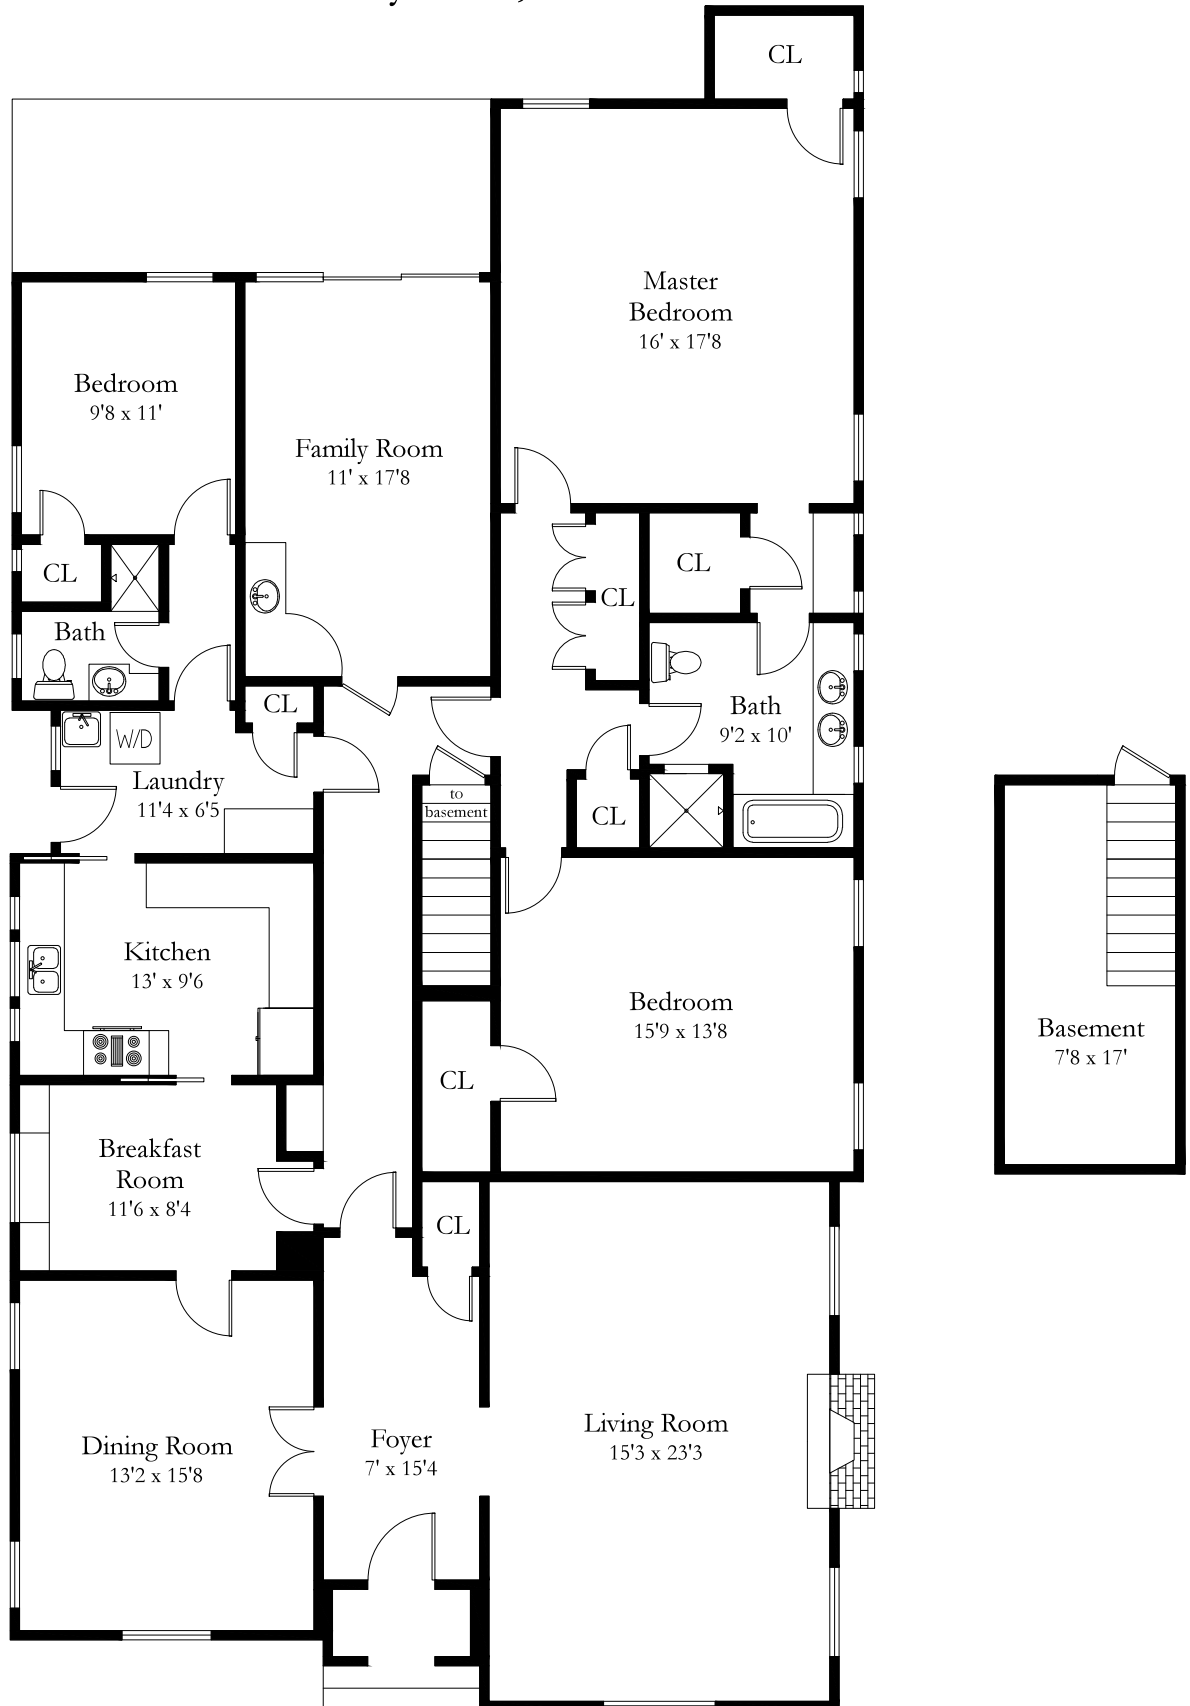 CL
Master
Bedroom
16' x 17'8
Bedroom
9'8 x 11'
Family Room
11' x 17'8
CL
CL
CL
Bath
CL
Bath
9'2 x 10'
W/D
Laundry
11'4 x 6'5
to
basement
CL
Kitchen
13' x 9'6
Bedroom
15'9 x 13'8
Basement
7'8 x 17'
CL
Breakfast
Room
11'6 x 8'4
CL
Dining Room
13'2 x 15'8
Foyer
7' x 15'4
Living Room
15'3 x 23'3